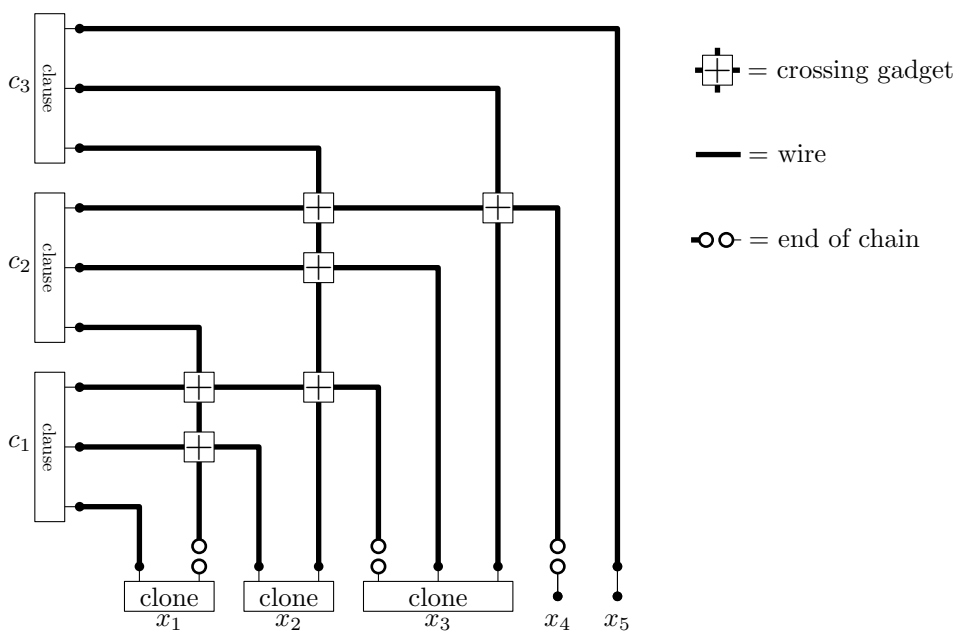 c3
clause
= crossing gadget
= wire
c2
clause
= end of chain
c1
clause
clone
clone
clone
x1
x2
x3
x4
x5